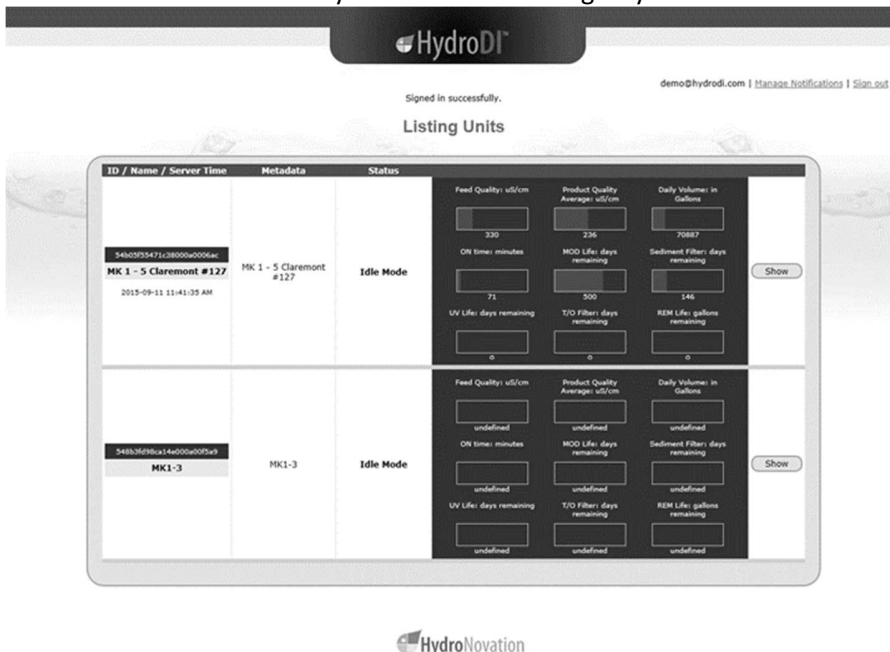 HydroDI™
demo@hydrodi.com | Manage Notifications | Sign out
Signed in successfully.
Listing Units
ID / Name / Server Time Metadata Status
54b05f55471c38000a0006ac
MK 1 - 5 Claremont #127
2015-09-11 11:41:35 AM
MK 1 - 5 Claremont
#127
Idle Mode
Feed Quality: uS/cm
330
Product Quality
Average: uS/cm
236
Daily Volume: in
Gallons
70887
ON time: minutes
71
MOD Life: days
remaining
500
Sediment Filter: days
remaining
146
UV Life: days remaining
0
T/O Filter: days
remaining
0
REM Life: gallons
remaining
0
Show
548b3fd98ca14e000a00f5a9
MK1-3
MK1-3
Idle Mode
Feed Quality: uS/cm
undefined
Product Quality
Average: uS/cm
undefined
Daily Volume: in
Gallons
undefined
ON time: minutes
undefined
MOD Life: days
remaining
undefined
Sediment Filter: days
remaining
undefined
UV Life: days remaining
undefined
T/O Filter: days
remaining
undefined
REM Life: gallons
remaining
undefined
Show
HydroNovation